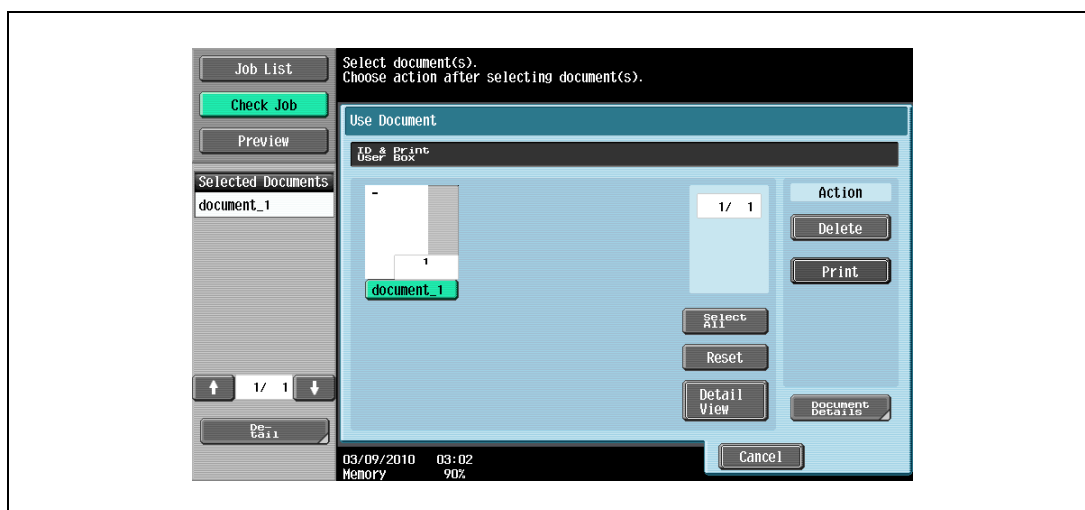 Job List
Check Job
Preview
Selected Documents
document_1
1/ 1
De-
tail
Select document(s).
Choose action after selecting document(s).
Use Document
ID & Print
User Box
-
1
document_1
1/ 1
Select
All
Reset
Detail
View
Action
Delete
Print
Document
Details
Cancel
03/09/2010 03:02
Memory 90%